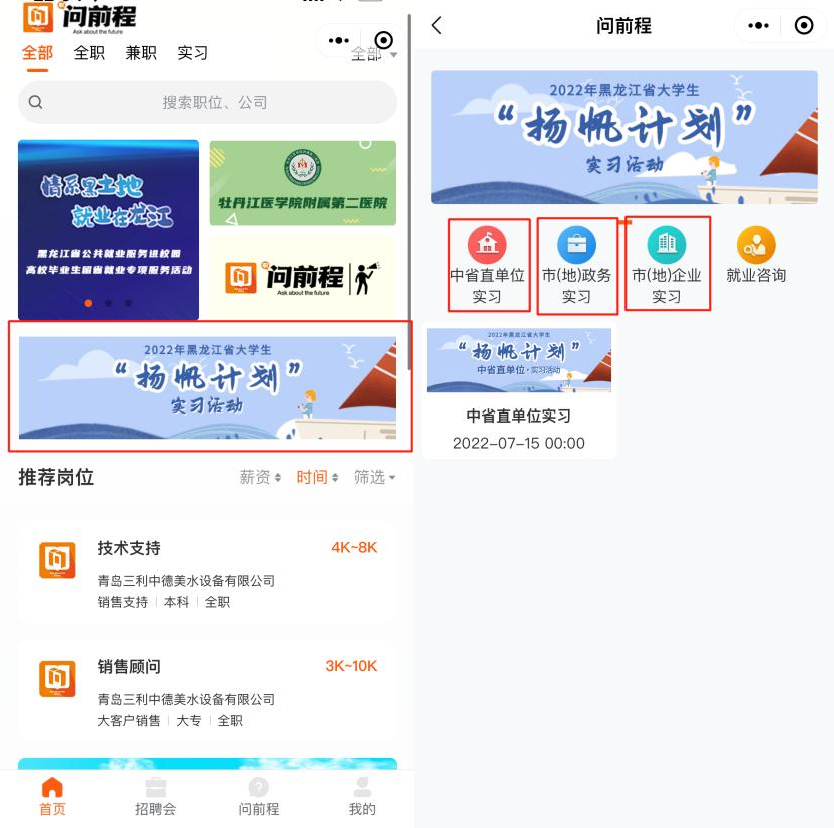 问前程
Ask about the future
全部 全职 兼职 实习
全部
搜索职位、公司
情系黑土地
就业在龙江
黑龙江省公共就业服务进校园
高校毕业生留省就业专项服务活动
牡丹江医学院附属第二医院
问前程
Ask about the future
2022年黑龙江省大学生
“扬帆计划”
实习活动
推荐岗位
薪资 时间 筛选
技术支持 4K~8K
青岛三利中德美水设备有限公司
销售支持 本科 全职
销售顾问 3K~10K
青岛三利中德美水设备有限公司
大客户销售 大专 全职
首页 招聘会 问前程 我的
问前程
2022年黑龙江省大学生
“扬帆计划”
实习活动
中省直单位
实习
市(地)政务
实习
市(地)企业
实习
就业咨询
2022年黑龙江省大学生
“扬帆计划”
中省直单位·实习活动
中省直单位实习
2022-07-15 00:00